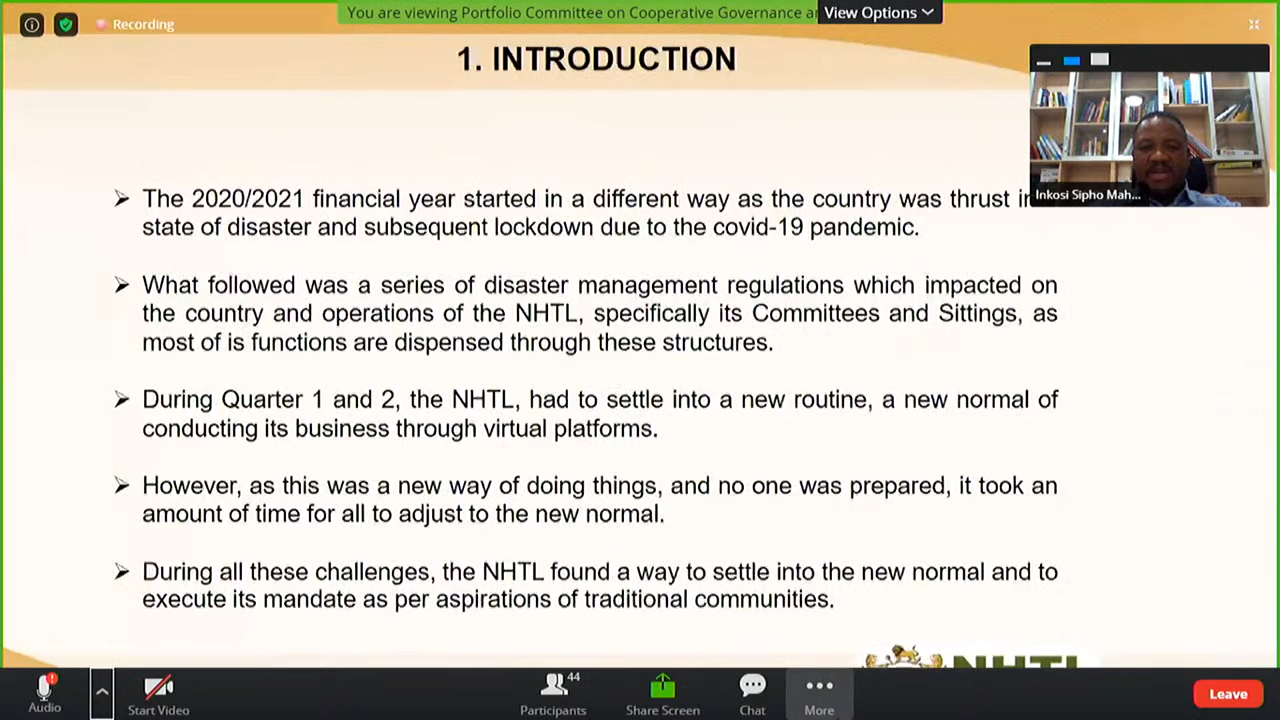 Recording
You are viewing Portfolio Committee on Cooperative Governance a
View Options
1. INTRODUCTION
Inkosi Sipho Mah...
➢ The 2020/2021 financial year started in a different way as the country was thrust
state of disaster and subsequent lockdown due to the covid-19 pandemic.
➢ What followed was a series of disaster management regulations which impacted on
the country and operations of the NHTL, specifically its Committees and Sittings, as
most of is functions are dispensed through these structures.
➢ During Quarter 1 and 2, the NHTL, had to settle into a new routine, a new normal of
conducting its business through virtual platforms.
➢ However, as this was a new way of doing things, and no one was prepared, it took an
amount of time for all to adjust to the new normal.
➢ During all these challenges, the NHTL found a way to settle into the new normal and to
execute its mandate as per aspirations of traditional communities.
NHTL
Audio
Start Video
44
Participants
Share Screen
Chat
More
Leave